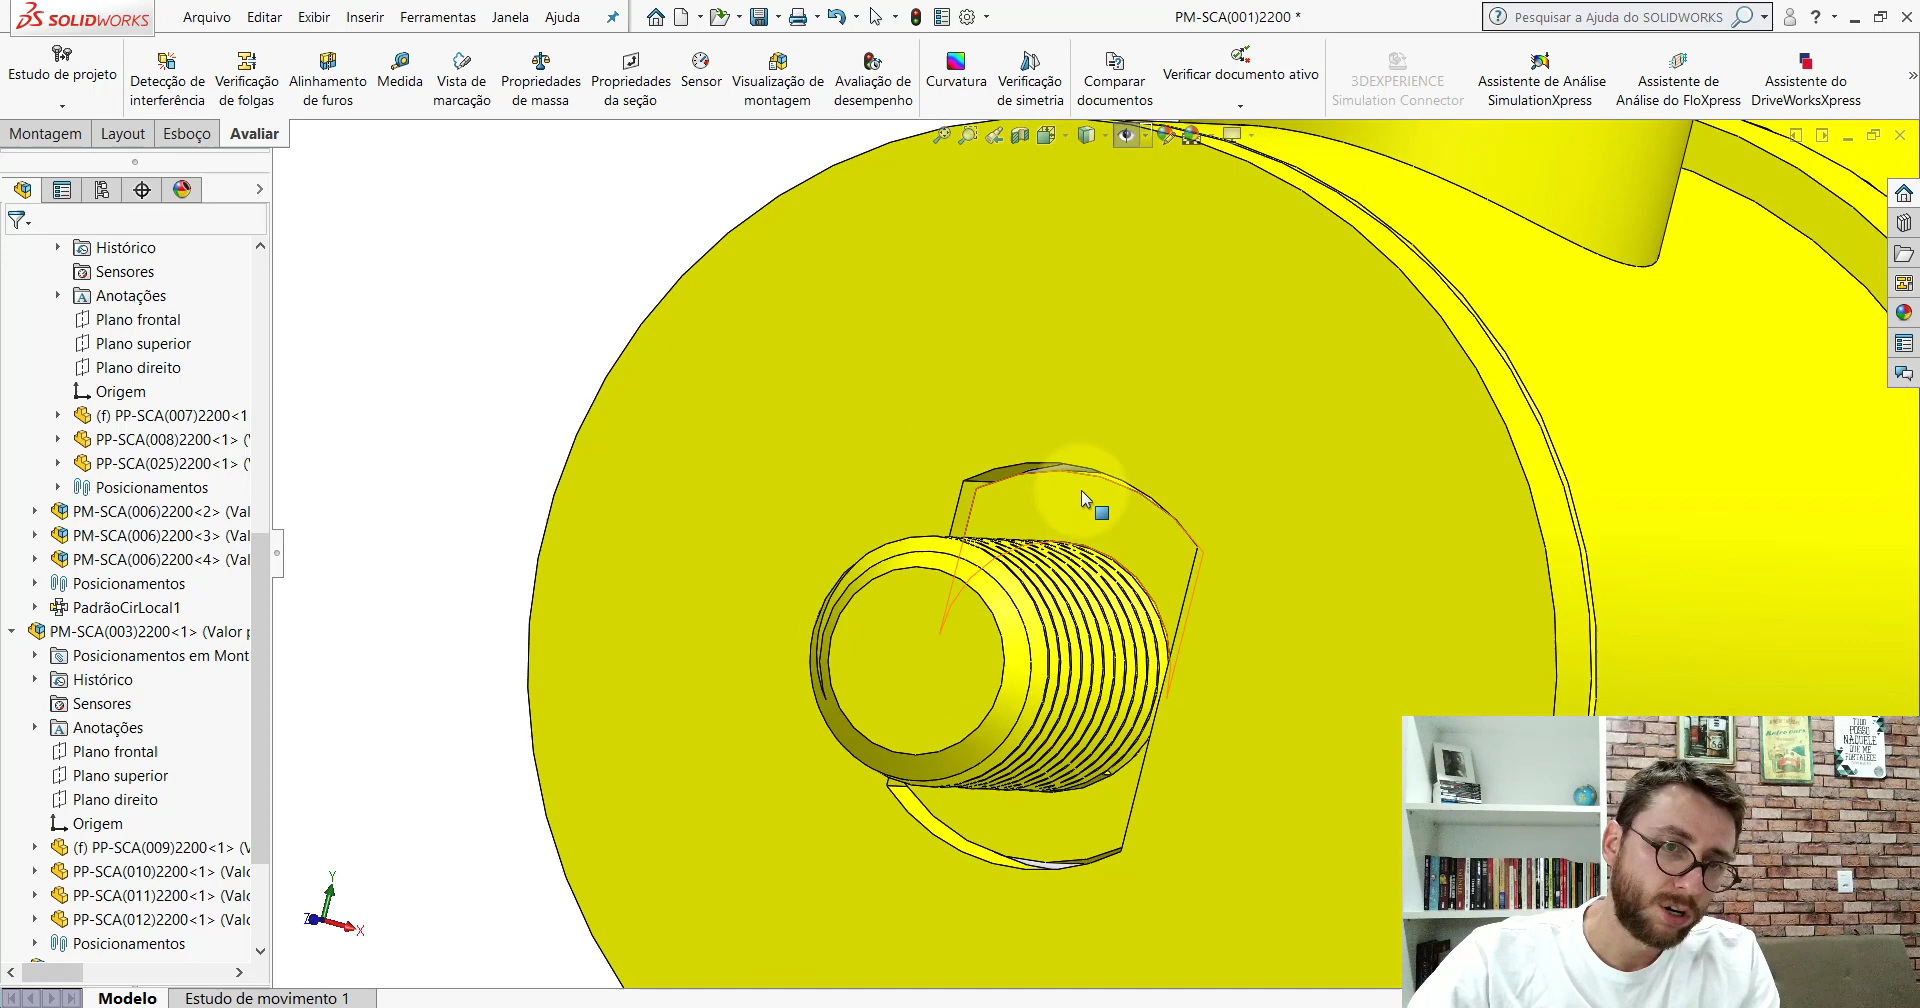 SOLIDWORKS
Arquivo Editar Exibir Inserir Ferramentas Janela Ajuda
PM-SCA(001)2200 *
Pesquisar a Ajuda do SOLIDWORKS
Estudo de projeto
Detecção de interferência
Verificação de folgas
Alinhamento de furos
Medida
Vista de marcação
Propriedades de massa
Propriedades da seção
Sensor
Visualização de montagem
Avaliação de desempenho
Curvatura
Verificação de simetria
Comparar documentos
Verificar documento ativo
3DEXPERIENCE Simulation Connector
Assistente de Análise SimulationXpress
Assistente de Análise do FloXpress
Assistente do DriveWorksXpress
Montagem Layout Esboço Avaliar
Histórico
Sensores
Anotações
Plano frontal
Plano superior
Plano direito
Origem
(f) PP-SCA(007)2200<1
PP-SCA(008)2200<1> (V
PP-SCA(025)2200<1> (V
Posicionamentos
PM-SCA(006)2200<2> (Val
PM-SCA(006)2200<3> (Val
PM-SCA(006)2200<4> (Val
Posicionamentos
PadrãoCirLocal1
PM-SCA(003)2200<1> (Valor p
Posicionamentos em Mont
Histórico
Sensores
Anotações
Plano frontal
Plano superior
Plano direito
Origem
(f) PP-SCA(009)2200<1> (V
PP-SCA(010)2200<1> (Valo
PP-SCA(011)2200<1> (Valo
PP-SCA(012)2200<1> (Valo
Posicionamentos
Y
Z
X
TUDO
POSSO
NAQUELE
QUE ME
FORTALECE
Modelo Estudo de movimento 1